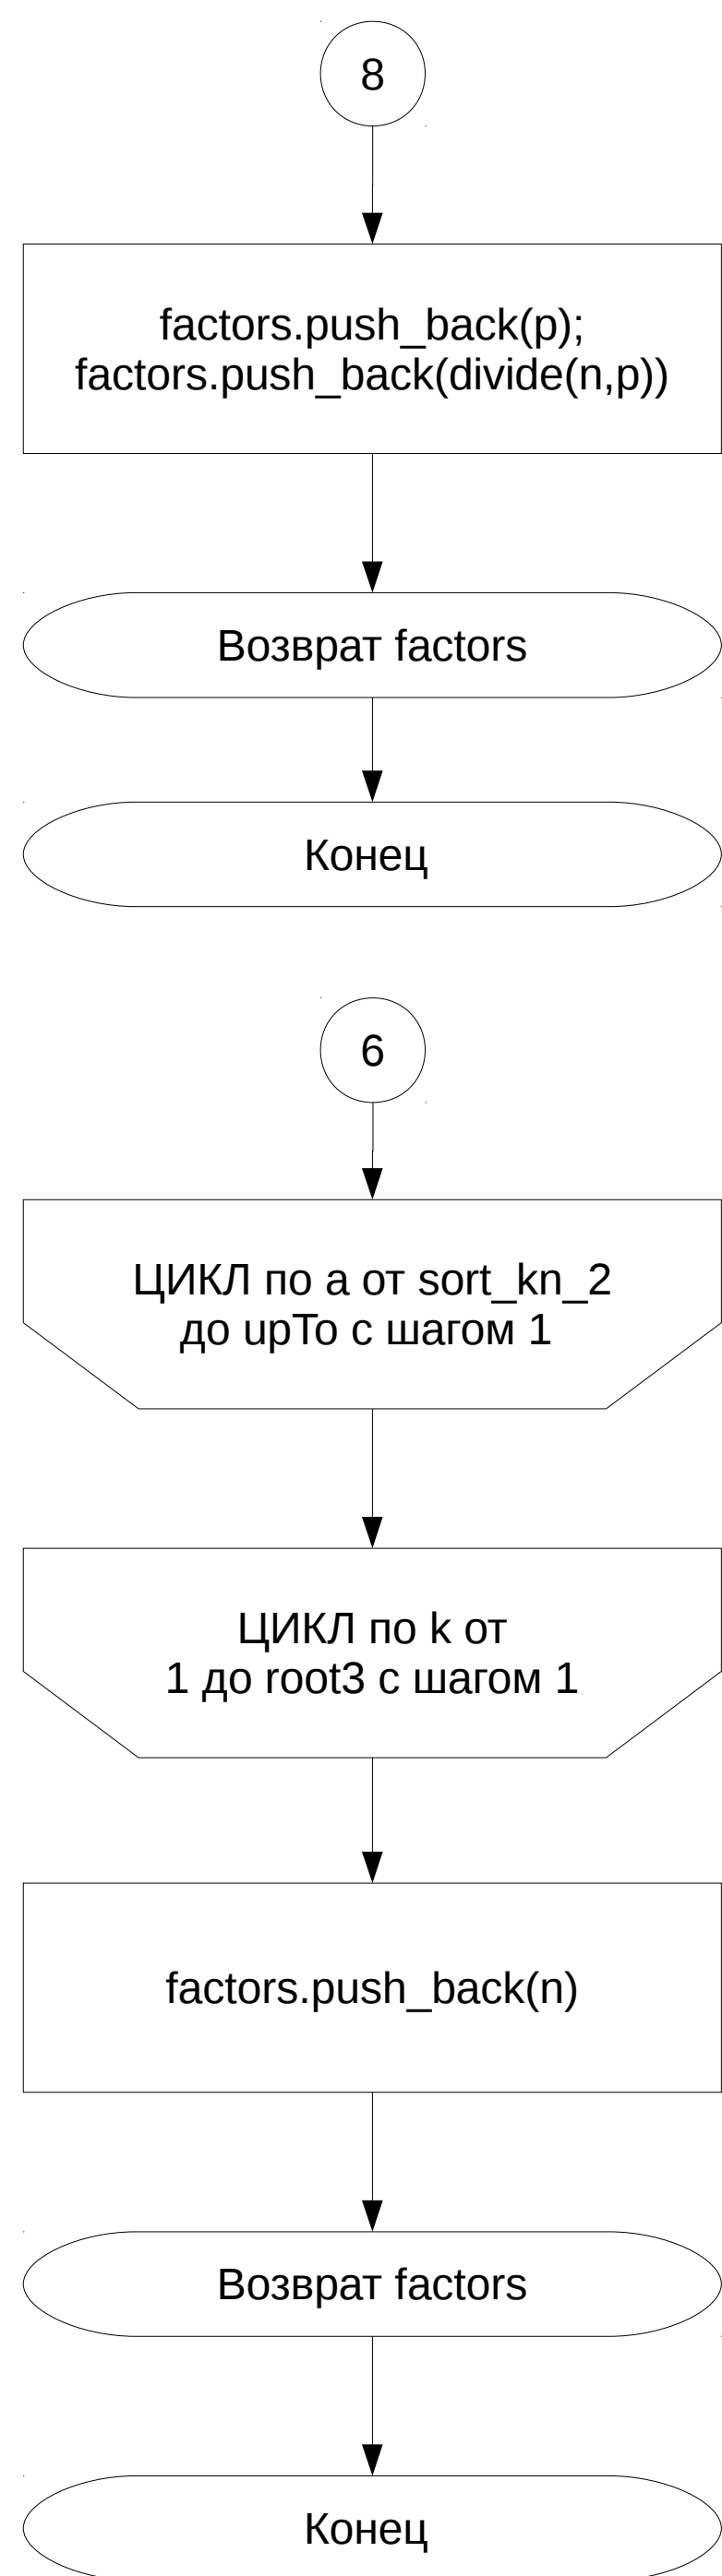 8
factors.push_back(p);
factors.push_back(divide(n,p))
Возврат factors
Конец
6
ЦИКЛ по a от sort_kn_2
до upTo с шагом 1
ЦИКЛ по k от
1 до root3 с шагом 1
factors.push_back(n)
Возврат factors
Конец